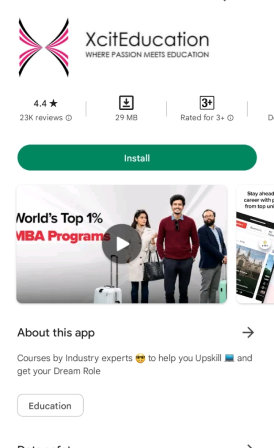 XcitEducation
WHERE PASSION MEETS EDUCATION
4.4 ★
23K reviews
29 MB
3+
Rated for 3+
Install
World's Top 1%
MBA Programs
Stay ahead
career with
from top
About this app
Courses by Industry experts 😎 to help you Upskill 💻 and
get your Dream Role
Education